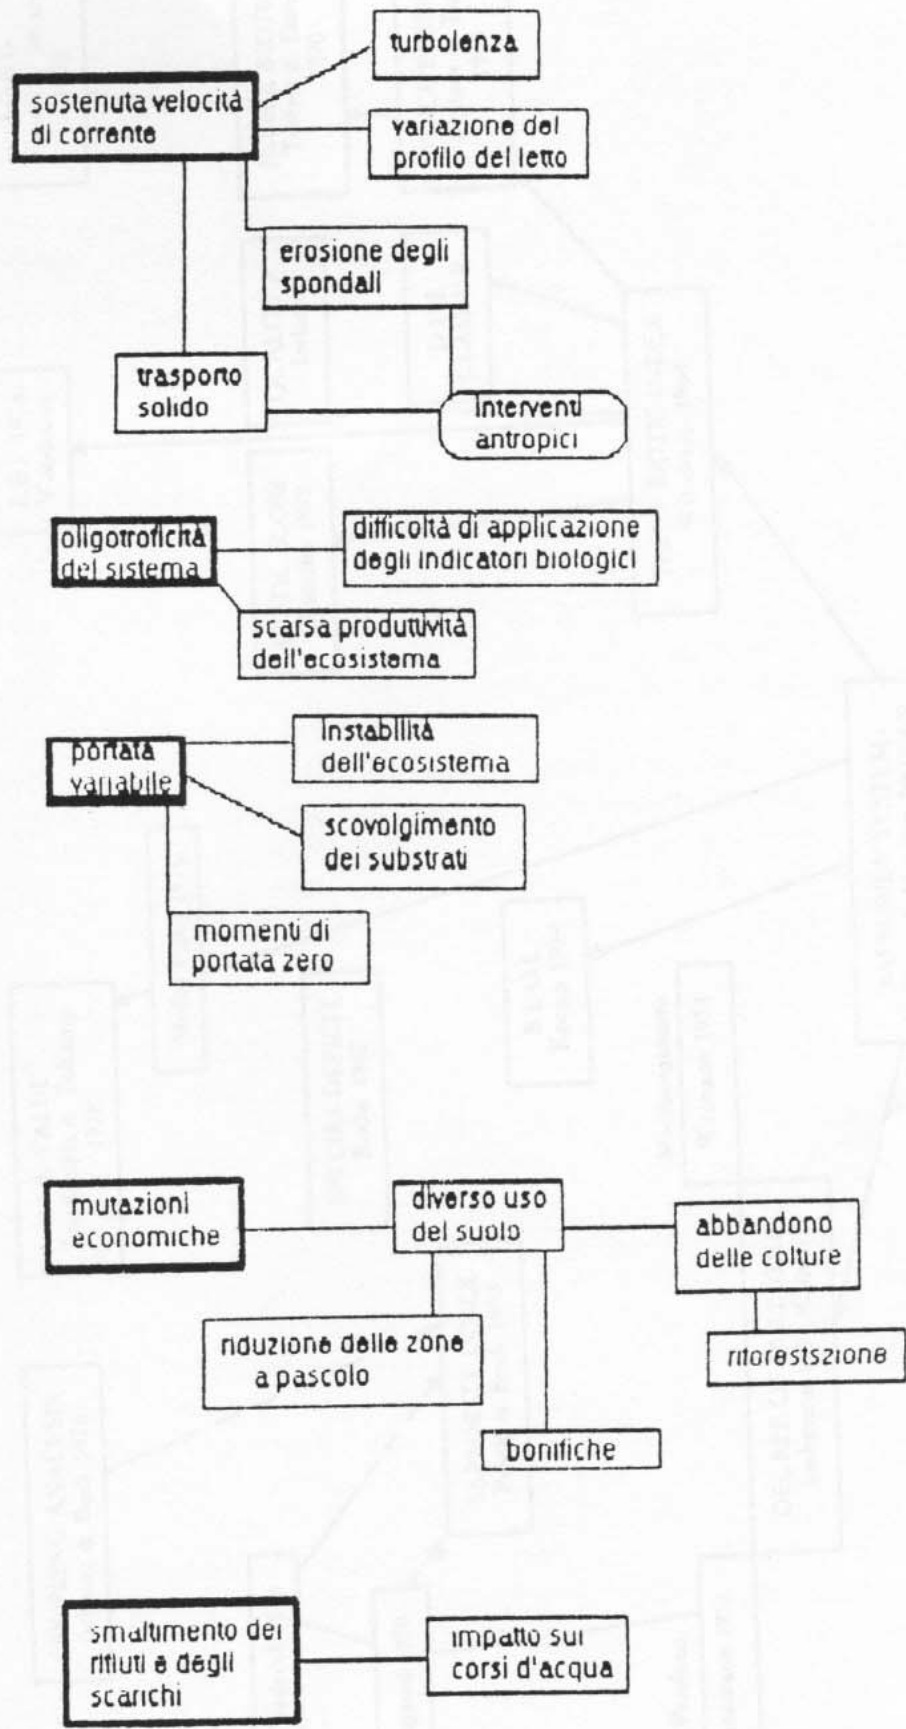 turbolenza
sostenuta velocità
di corrente
variazione del
profilo del letto
erosione degli
spondali
trasporto
solido
Interventi
antropici
oligotroficità
del sistema
difficoltà di applicazione
degli indicatori biologici
scarsa produttività
dell'ecosistema
portata
variabile
Instabilità
dell'ecosistema
scovolgimento
dei substrati
momenti di
portata zero
mutazioni
economiche
diverso uso
del suolo
abbandono
delle colture
riduzione delle zone
a pascolo
riforestszione
bonifiche
smaltimento dei
rifiuti e degli
scarichi
impatto sui
corsi d'acqua